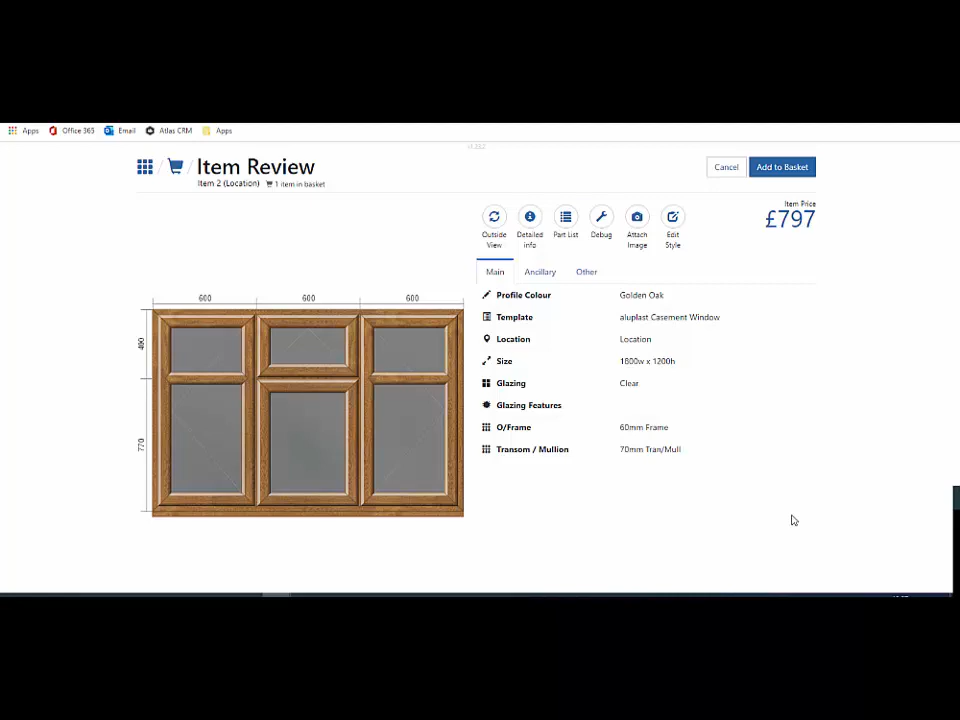 Apps Office 365 Email Atlas CRM Apps
Item Review
Item 2 (Location) 1 item in basket
Cancel Add to Basket
Item Price
£797
Outside View
Detailed info
Part List
Debug
Attach Image
Edit Style
Main Ancillary Other
600 600 600
770
Profile Colour Golden Oak
Template aluplast Casement Window
Location Location
Size 1800w x 1200h
Glazing Clear
Glazing Features
O/Frame 60mm Frame
Transom / Mullion 70mm Tran/Mull